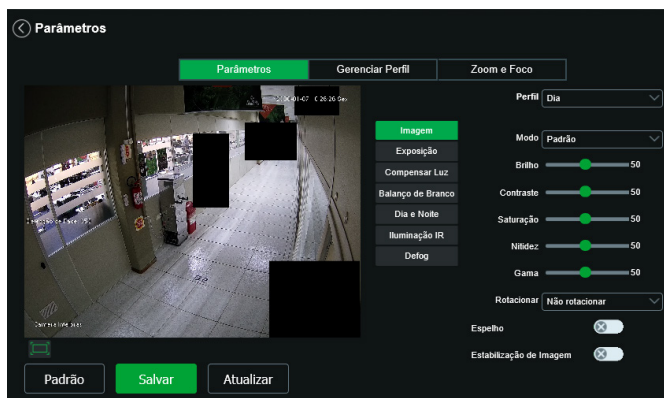 Parâmetros
Parâmetros
Gerenciar Perfil
Zoom e Foco
Perfil
Dia
Imagem
Exposição
Compensar Luz
Balanço de Branco
Dia e Noite
Iluminação IR
Defog
Modo
Padrão
Brilho
50
Contraste
50
Saturação
50
Nitidez
50
Gama
50
Rotacionar
Não rotacionar
Espelho
Estabilização de Imagem
Padrão
Salvar
Atualizar